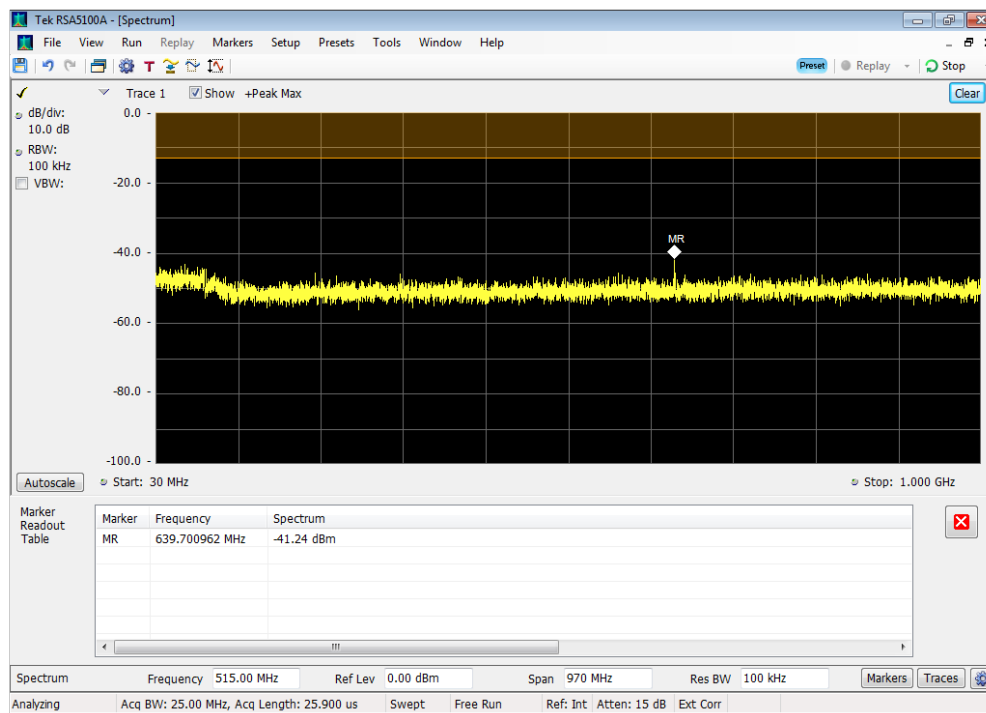 Tek RSA5100A - [Spectrum]
File View Run Replay Markers Setup Presets Tools Window Help
T Preset Replay Stop
Trace 1 Show +Peak Max Clear
dB/div:
10.0 dB
RBW:
100 kHz
VBW:
0.0 -
-20.0 -
-40.0 -
-60.0 -
-80.0 -
-100.0 -
MR
Autoscale Start: 30 MHz Stop: 1.000 GHz
Marker
Readout
Table
Marker Frequency Spectrum
MR 639.700962 MHz -41.24 dBm
Spectrum Frequency 515.00 MHz Ref Lev 0.00 dBm Span 970 MHz Res BW 100 kHz Markers Traces
Analyzing Acq BW: 25.00 MHz, Acq Length: 25.900 us Swept Free Run Ref: Int Atten: 15 dB Ext Corr